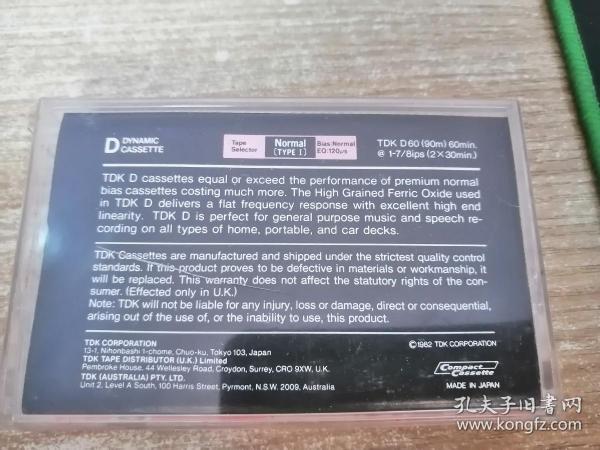 D DYNAMIC CASSETTE
Tape Selector
Normal (TYPE I)
Bias:Normal EQ:120μs
TDK D60 (90m) 60min.
@ 1-7/8ips (2×30min.)
TDK D cassettes equal or exceed the performance of premium normal
bias cassettes costing much more. The High Grained Ferric Oxide used
in TDK D delivers a flat frequency response with excellent high end
linearity. TDK D is perfect for general purpose music and speech re-
cording on all types of home, portable, and car decks.
TDK Cassettes are manufactured and shipped under the strictest quality control
standards. If this product proves to be defective in materials or workmanship, it
will be replaced. This warranty does not affect the statutory rights of the con-
sumer. (Effected only in U.K.)
Note: TDK will not be liable for any injury, loss or damage, direct or consequential,
arising out of the use of, or the inability to use, this product.
TDK CORPORATION
13-1, Nihonbashi 1-chome, Chuo-ku, Tokyo 103, Japan
TDK TAPE DISTRIBUTOR (U.K.) Limited
Pembroke House, 44 Wellesley Road, Croydon, Surrey, CRO 9XW, U.K.
TDK (AUSTRALIA) PTY. LTD.
Unit 2, Level A South, 100 Harris Street, Pyrmont, N.S.W. 2009, Australia
©1982 TDK CORPORATION
Compact Cassette
MADE IN JAPAN
孔夫子旧书网
www.kongfz.com